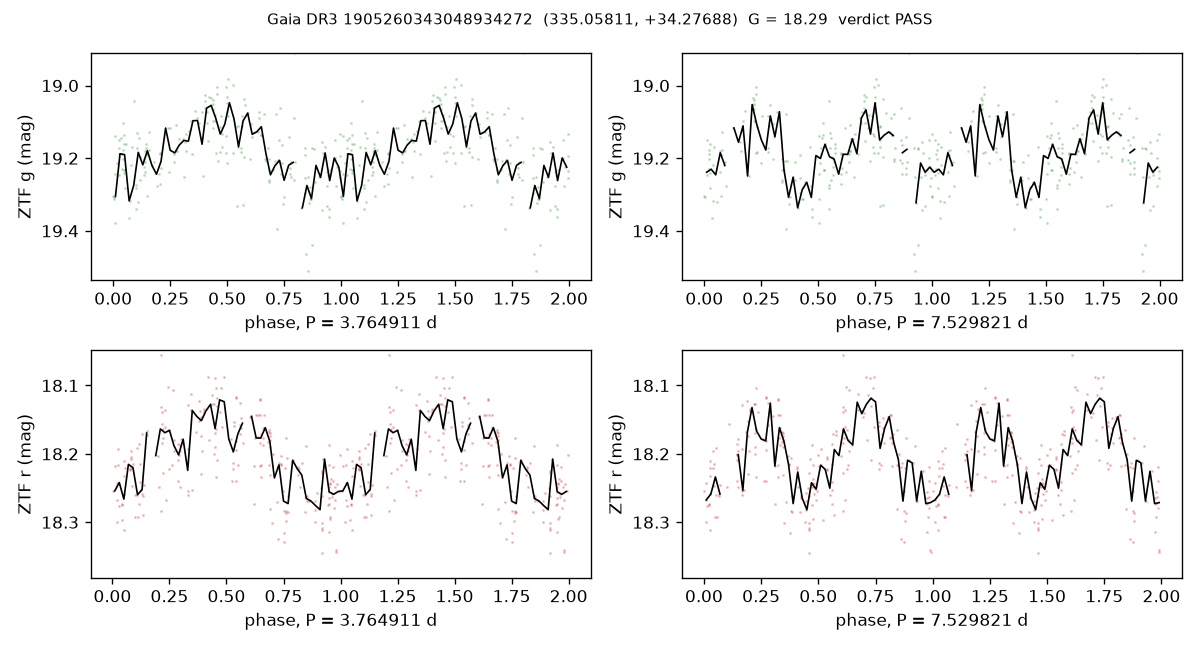 Gaia DR3 1905260343048934272 (335.05811, +34.27688) G = 18.29 verdict PASS
ZTF g (mag)
19.0
19.2
19.4
0.00 0.25 0.50 0.75 1.00 1.25 1.50 1.75 2.00
phase, P = 3.764911 d
ZTF g (mag)
19.0
19.2
19.4
0.00 0.25 0.50 0.75 1.00 1.25 1.50 1.75 2.00
phase, P = 7.529821 d
ZTF r (mag)
18.1
18.2
18.3
0.00 0.25 0.50 0.75 1.00 1.25 1.50 1.75 2.00
phase, P = 3.764911 d
ZTF r (mag)
18.1
18.2
18.3
0.00 0.25 0.50 0.75 1.00 1.25 1.50 1.75 2.00
phase, P = 7.529821 d